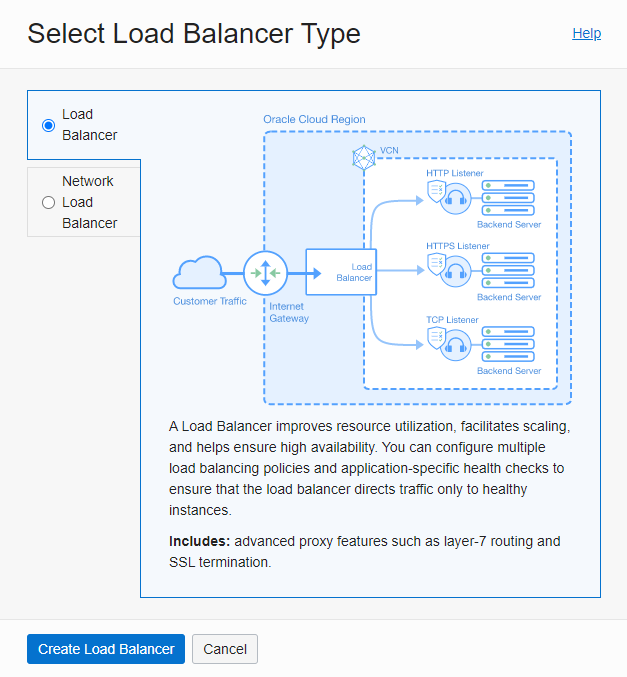 Select Load Balancer Type
Help
Load
Balancer
Network
Load
Balancer
Oracle Cloud Region
VCN
HTTP Listener
Backend Server
HTTPS Listener
Load
Balancer
Backend Server
Customer Traffic
Internet
Gateway
TCP Listener
Backend Server
A Load Balancer improves resource utilization, facilitates scaling,
and helps ensure high availability. You can configure multiple
load balancing policies and application-specific health checks to
ensure that the load balancer directs traffic only to healthy
instances.
Includes: advanced proxy features such as layer-7 routing and
SSL termination.
Create Load Balancer
Cancel